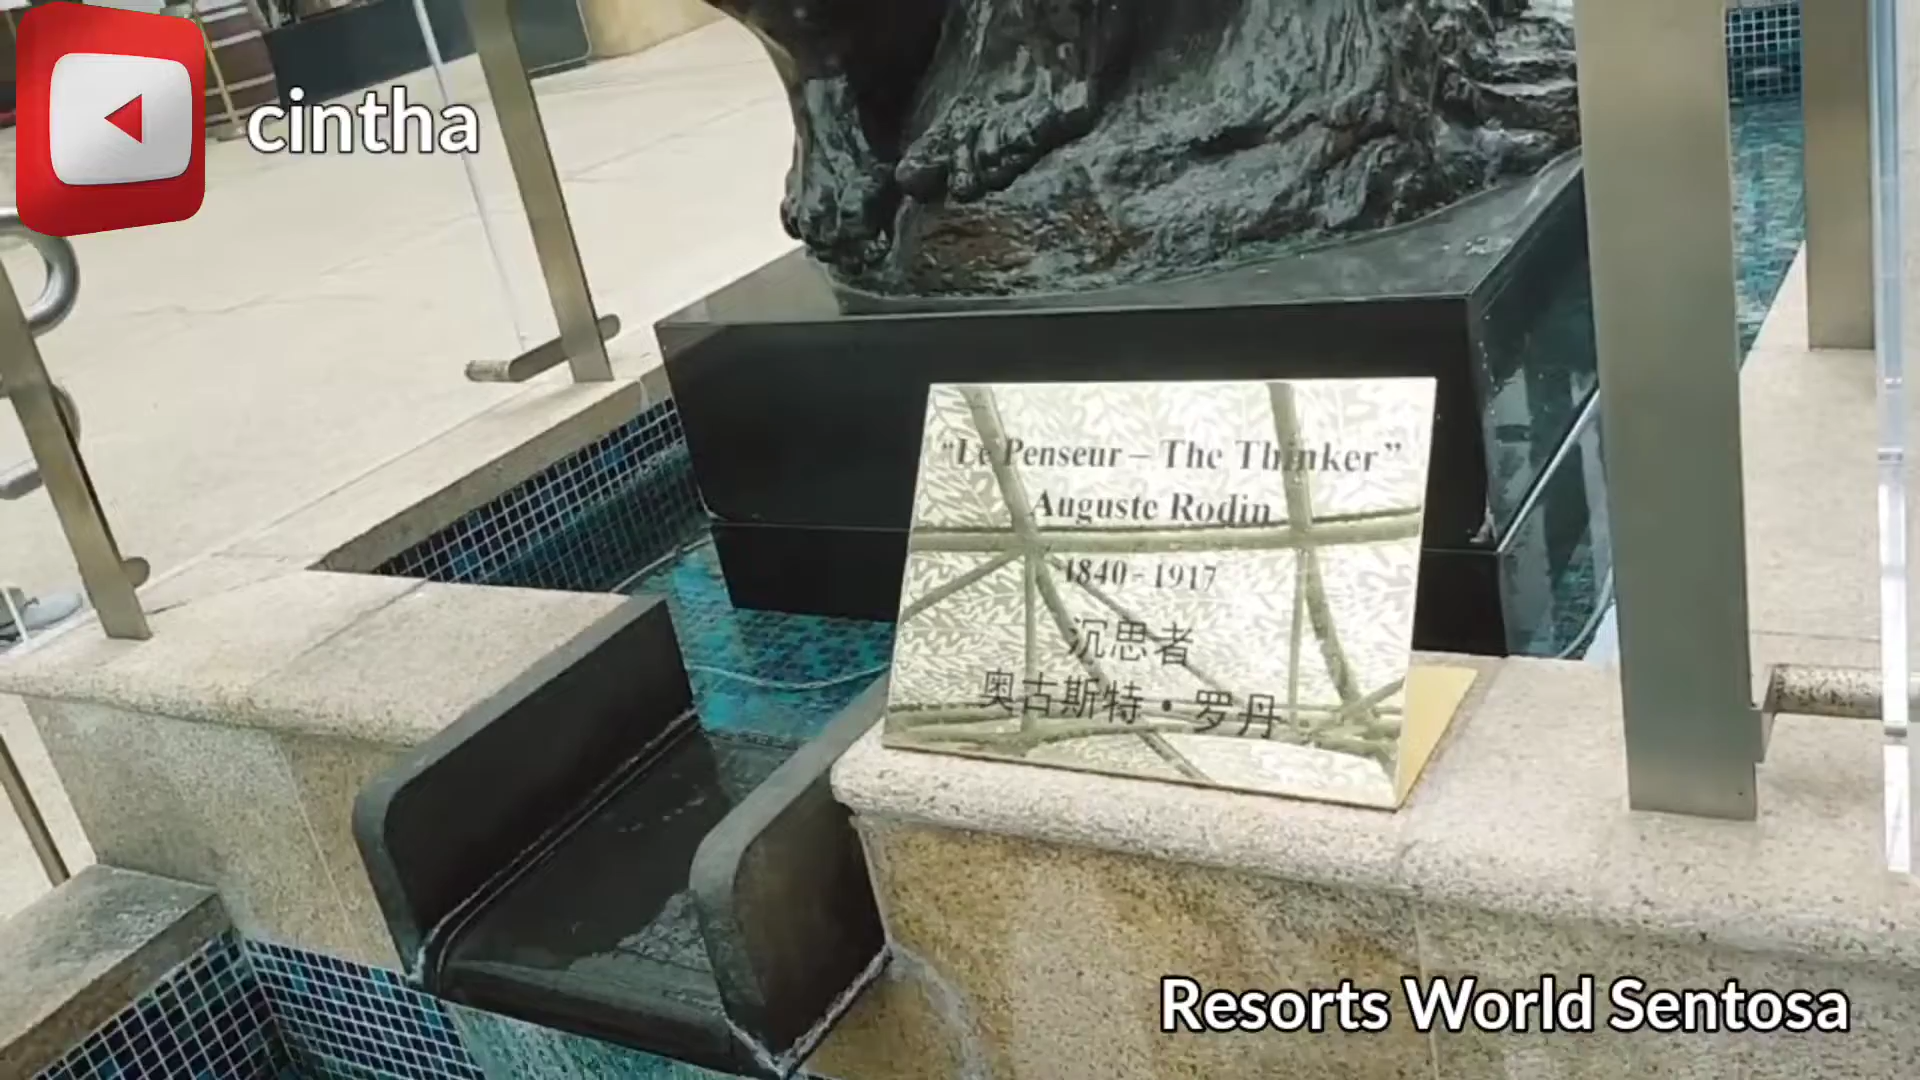 cintha
“Le Penseur – The Thinker”
Auguste Rodin
1840 - 1917
沉思者
奥古斯特·罗丹
Resorts World Sentosa